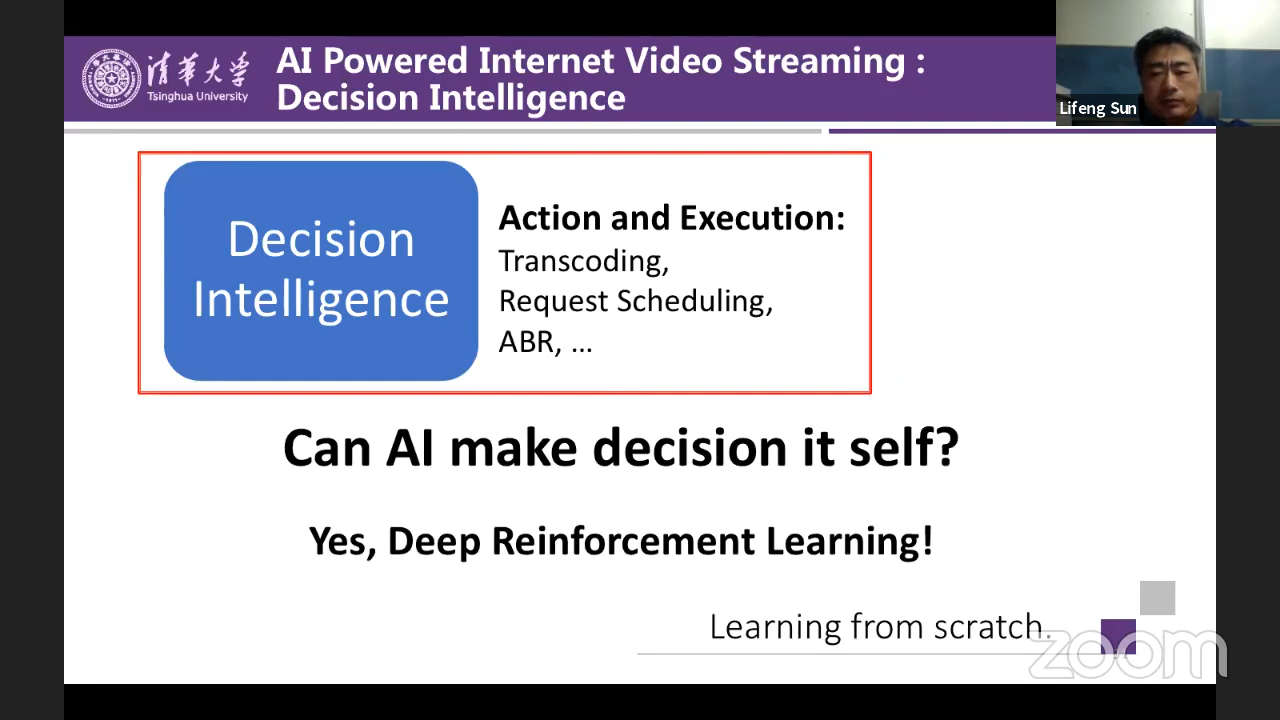 清華大学
Tsinghua University
AI Powered Internet Video Streaming :
Decision Intelligence
Lifeng Sun
Decision
Intelligence
Action and Execution:
Transcoding,
Request Scheduling,
ABR, ...
Can AI make decision it self?
Yes, Deep Reinforcement Learning!
Learning from scratch.
zoom